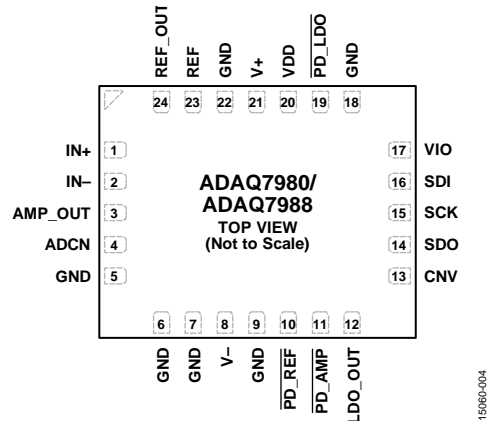 REF_OUT
REF
GND
V+
VDD
PD_LDO
GND
24
23
22
21
20
19
18
IN+ 1
IN– 2
AMP_OUT 3
ADCN 4
GND 5
ADAQ7980/
ADAQ7988
TOP VIEW
(Not to Scale)
17 VIO
16 SDI
15 SCK
14 SDO
13 CNV
6
7
8
9
10
11
12
GND
GND
V–
GND
PD_REF
PD_AMP
LDO_OUT
15060-004